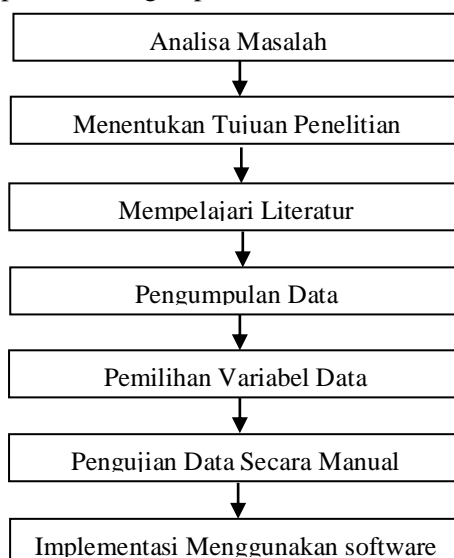 Analisa Masalah
Menentukan Tujuan Penelitian
Mempelajari Literatur
Pengumpulan Data
Pemilihan Variabel Data
Pengujian Data Secara Manual
Implementasi Menggunakan software